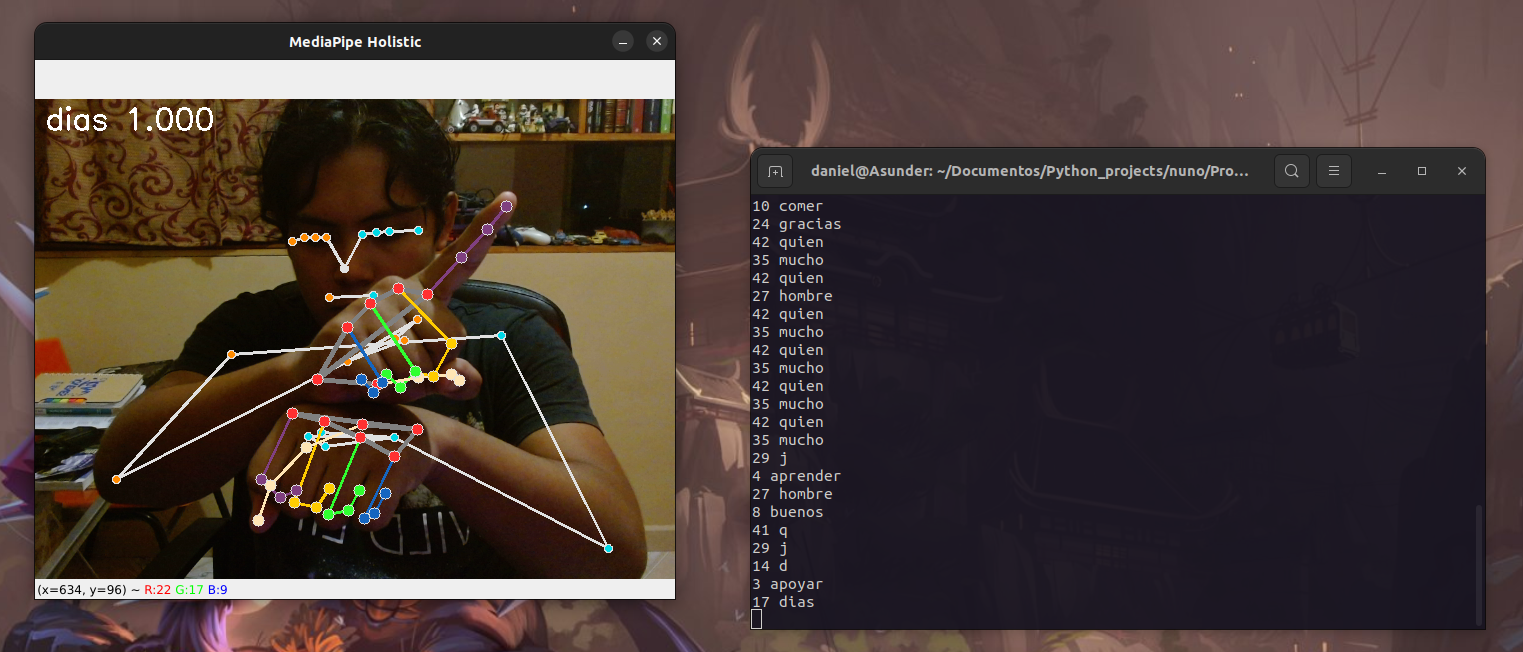 MediaPipe Holistic
dias 1.000
(x=634, y=96) ~ R:22 G:17 B:9
daniel@Asunder: ~/Documentos/Python_projects/nuno/Pro...
10 comer
24 gracias
42 quien
35 mucho
42 quien
27 hombre
42 quien
35 mucho
42 quien
35 mucho
42 quien
35 mucho
42 quien
35 mucho
29 j
4 aprender
27 hombre
8 buenos
41 q
29 j
14 d
3 apoyar
17 dias